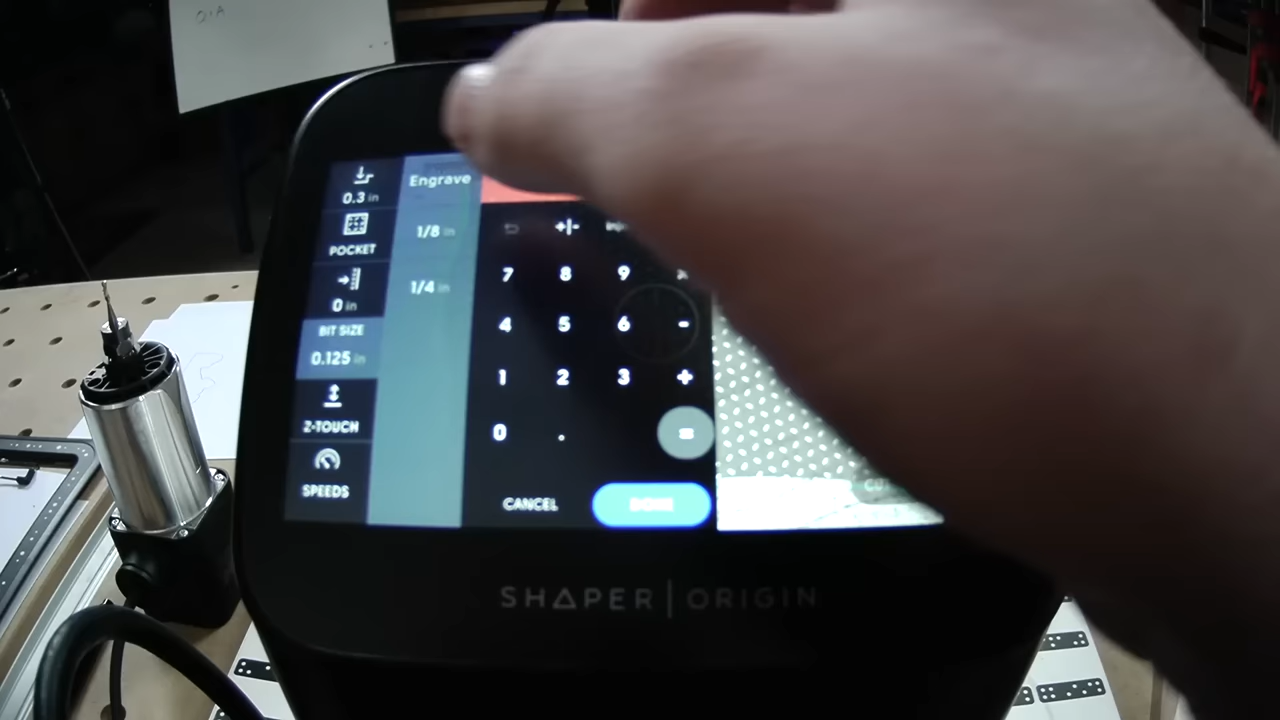 Q+A
0.3 in
POCKET
0 in
BIT SIZE
0.125 in
Z-TOUCH
SPEEDS
Engrave
1/8 in
1/4 in
+|-
7 8 9
4 5 6 -
1 2 3 +
0 . =
CANCEL DONE
SHAPER | ORIGIN